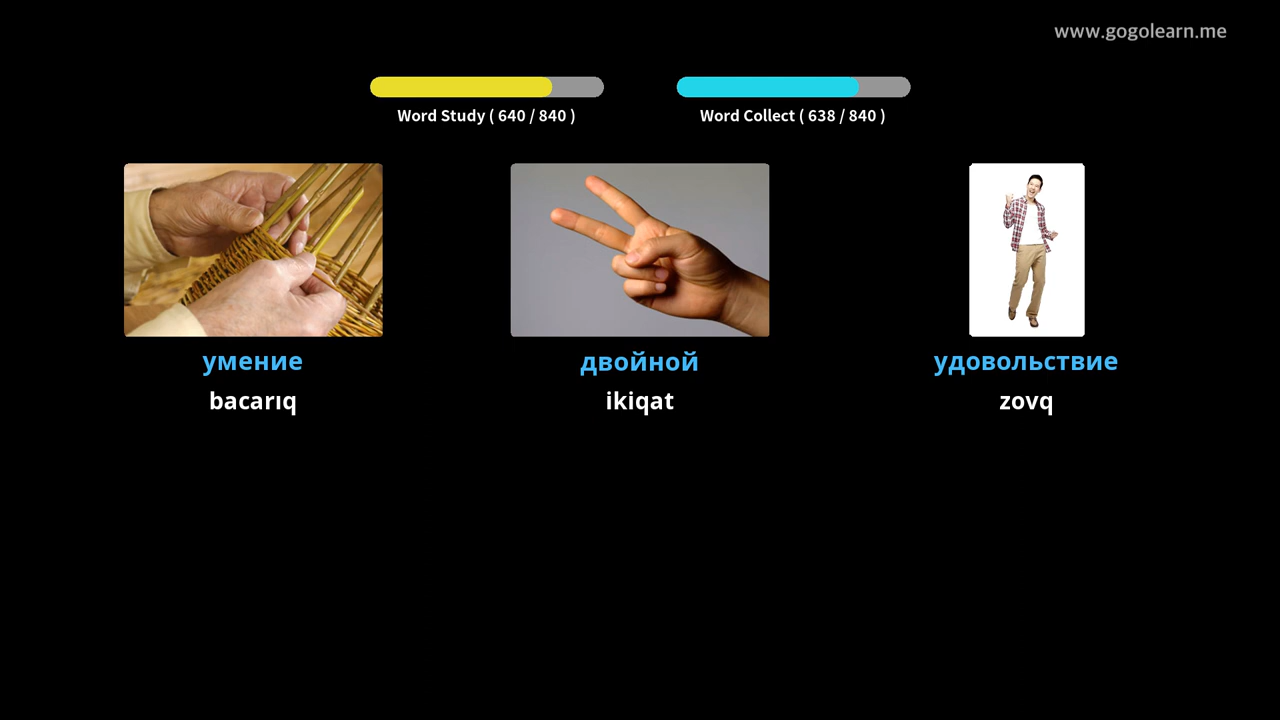 www.gogolearn.me
Word Study ( 640 / 840 )
Word Collect ( 638 / 840 )
умение
двойной
удовольствие
bacarıq
ikiqat
zovq